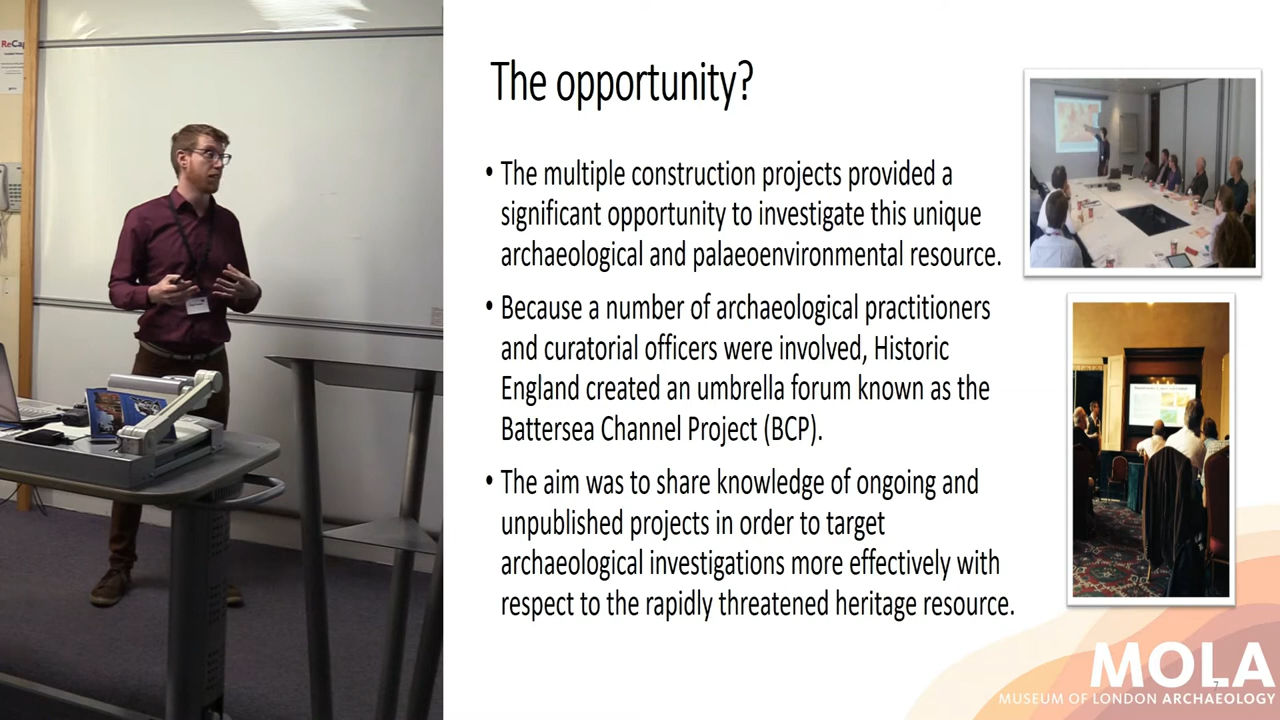 ReCap
The opportunity?
• The multiple construction projects provided a
significant opportunity to investigate this unique
archaeological and palaeoenvironmental resource.
• Because a number of archaeological practitioners
and curatorial officers were involved, Historic
England created an umbrella forum known as the
Battersea Channel Project (BCP).
• The aim was to share knowledge of ongoing and
unpublished projects in order to target
archaeological investigations more effectively with
respect to the rapidly threatened heritage resource.
MOLA
7
MUSEUM OF LONDON ARCHAEOLOGY